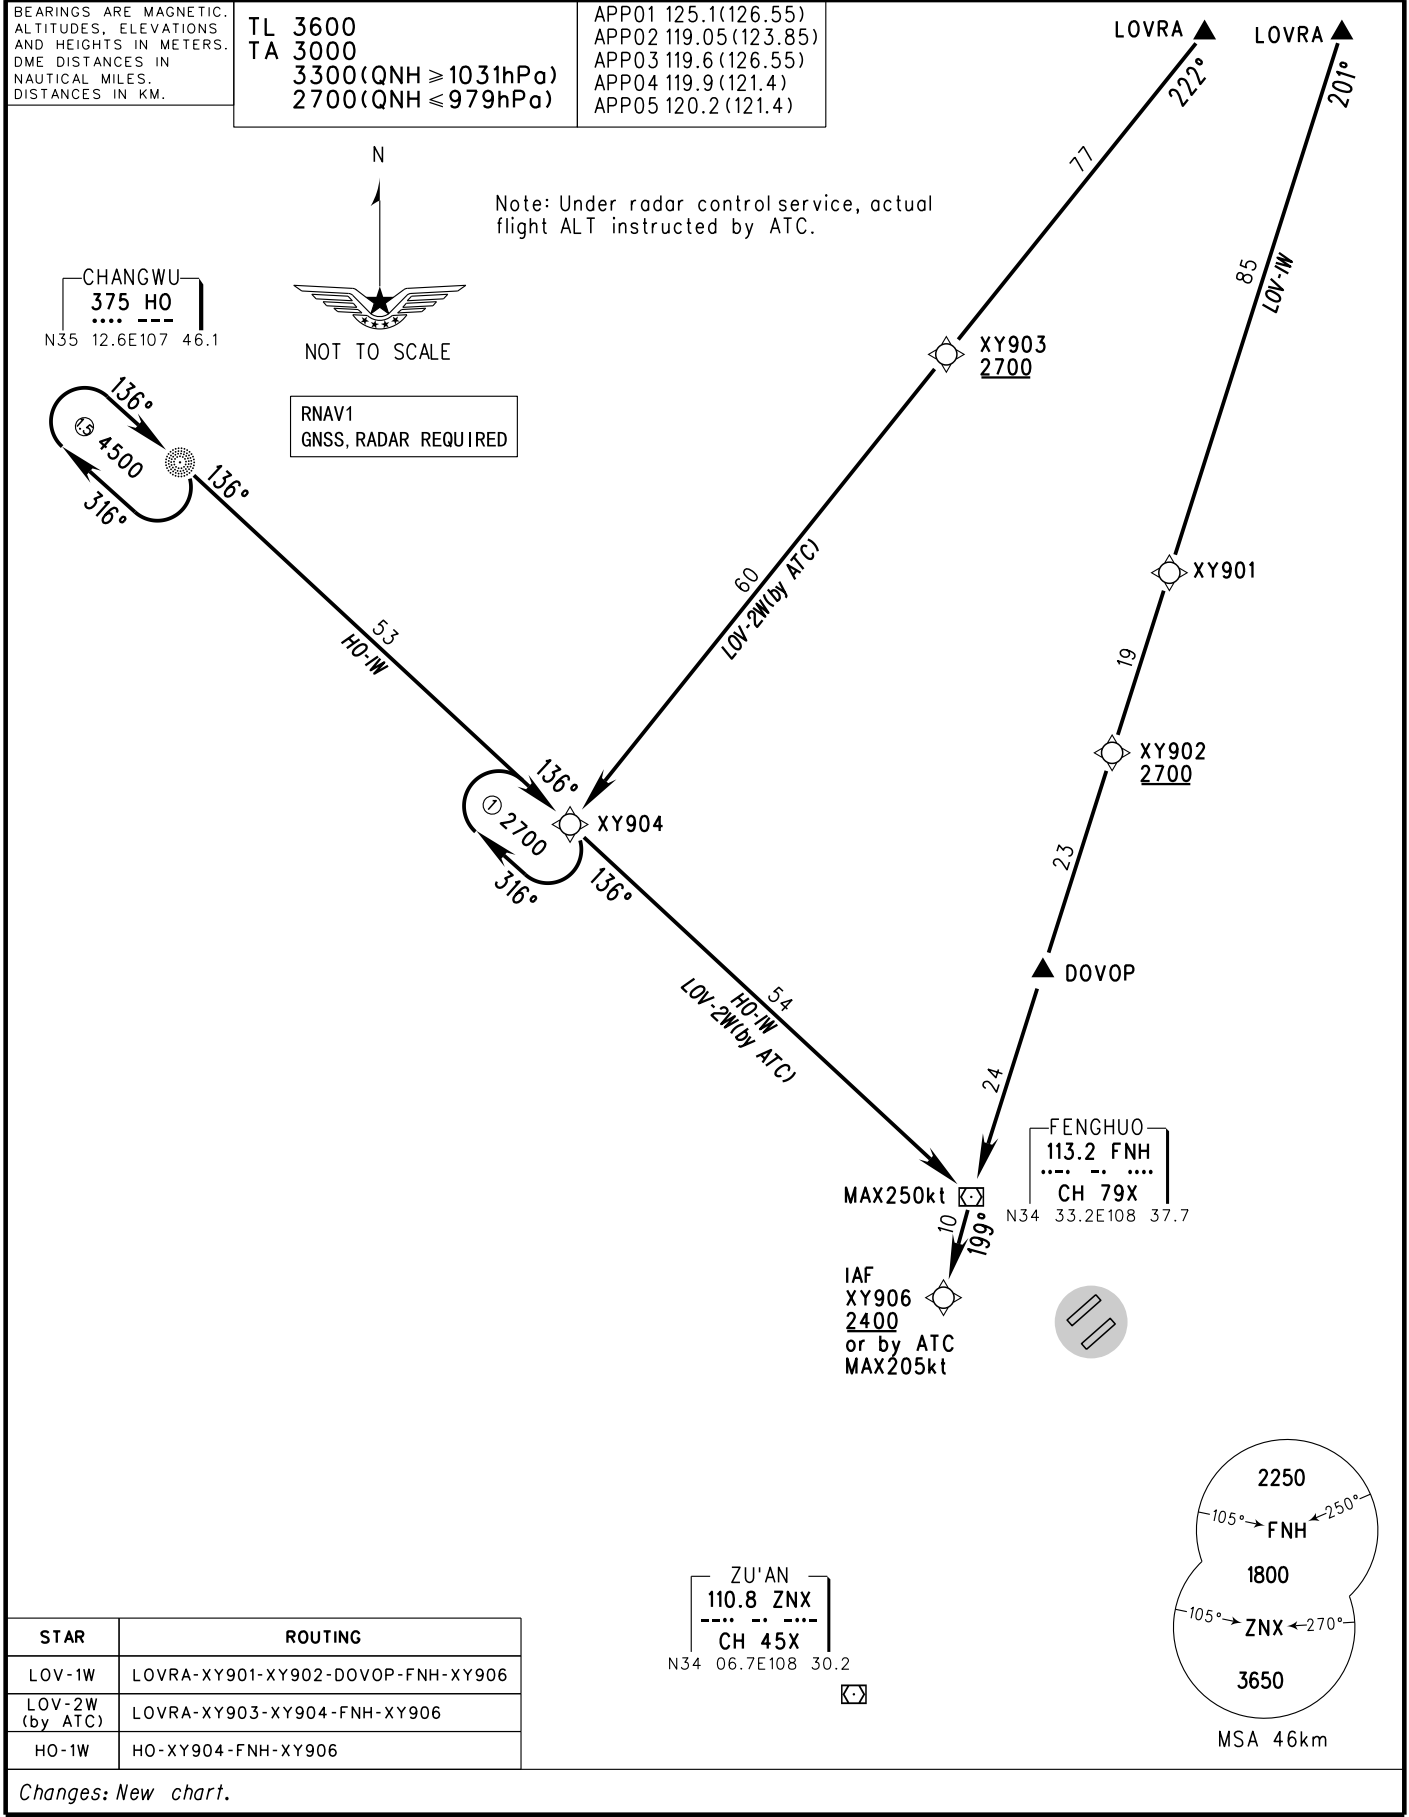 BEARINGS ARE MAGNETIC.
ALTITUDES, ELEVATIONS
AND HEIGHTS IN METERS.
DME DISTANCES IN
NAUTICAL MILES.
DISTANCES IN KM.
TL 3600
TA 3000
3300(QNH ≥ 1031hPa)
2700(QNH ≤ 979hPa)
APP01 125.1(126.55)
APP02 119.05(123.85)
APP03 119.6(126.55)
APP04 119.9(121.4)
APP05 120.2(121.4)
LOVRA
LOVRA
222°
201°
77
85
LOV-1W
N
NOT TO SCALE
Note: Under radar control service, actual
flight ALT instructed by ATC.
CHANGWU
375 HO
N35 12.6E107 46.1
RNAV1
GNSS, RADAR REQUIRED
XY903
2700
136°
1.5 4500
316°
136°
53
HO-1W
60
LOV-2W(by ATC)
XY901
19
XY902
2700
23
136°
1 2700
316°
XY904
136°
54
HO-1W
LOV-2W(by ATC)
DOVOP
24
FENGHUO
113.2 FNH
CH 79X
N34 33.2E108 37.7
MAX250kt
10
199°
IAF
XY906
2400
or by ATC
MAX205kt
2250
105° FNH 250°
1800
105° ZNX 270°
3650
MSA 46km
ZU'AN
110.8 ZNX
CH 45X
N34 06.7E108 30.2
STAR ROUTING
LOV-1W LOVRA-XY901-XY902-DOVOP-FNH-XY906
LOV-2W
(by ATC) LOVRA-XY903-XY904-FNH-XY906
HO-1W HO-XY904-FNH-XY906
Changes: New chart.